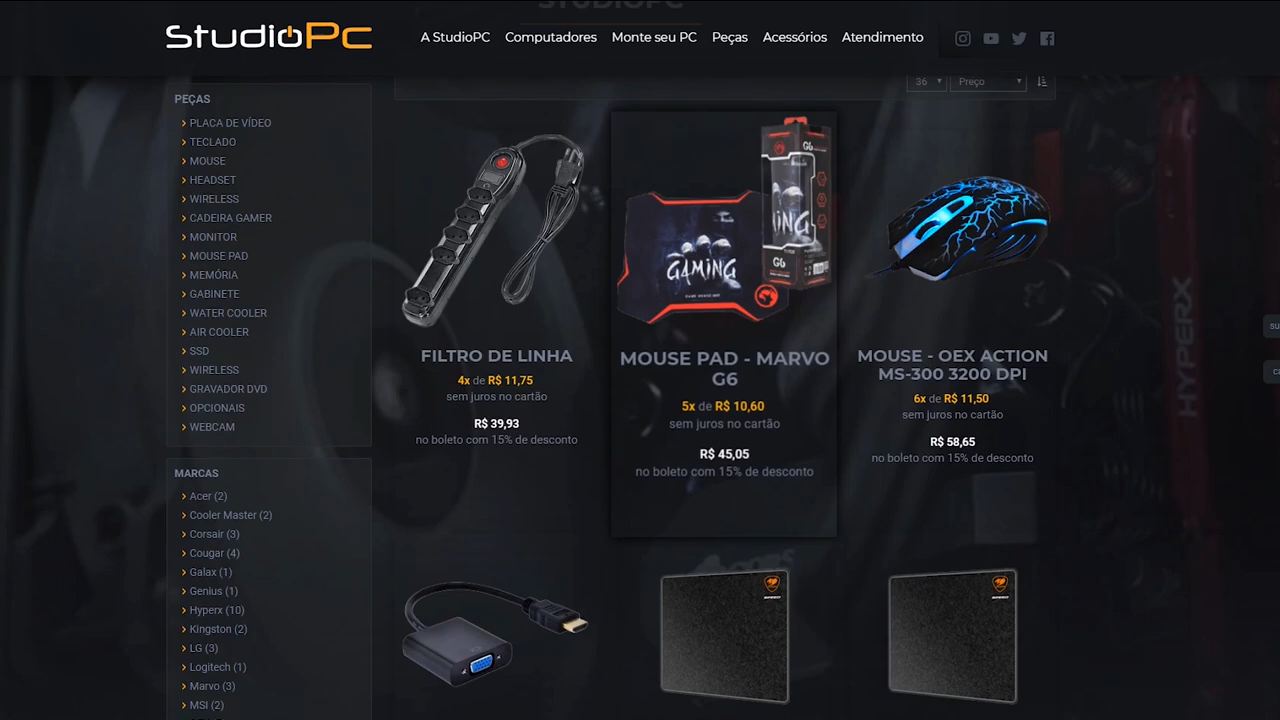 STUDIOPC
StudioPc
A StudioPC
Computadores
Monte seu PC
Peças
Acessórios
Atendimento
36
Preço
PEÇAS
PLACA DE VÍDEO
TECLADO
MOUSE
HEADSET
WIRELESS
CADEIRA GAMER
MONITOR
MOUSE PAD
MEMÓRIA
GABINETE
WATER COOLER
AIR COOLER
SSD
WIRELESS
GRAVADOR DVD
OPCIONAIS
WEBCAM
MARCAS
Acer (2)
Cooler Master (2)
Corsair (3)
Cougar (4)
Galax (1)
Genius (1)
Hyperx (10)
Kingston (2)
LG (3)
Logitech (1)
Marvo (3)
MSI (2)
FILTRO DE LINHA
4x de R$ 11,75
sem juros no cartão
R$ 39,93
no boleto com 15% de desconto
G6
GAMING
G6
MOUSE PAD - MARVO
G6
5x de R$ 10,60
sem juros no cartão
R$ 45,05
no boleto com 15% de desconto
MOUSE - OEX ACTION
MS-300 3200 DPI
6x de R$ 11,50
sem juros no cartão
R$ 58,65
no boleto com 15% de desconto
HYPERX
SPEED
SPEED